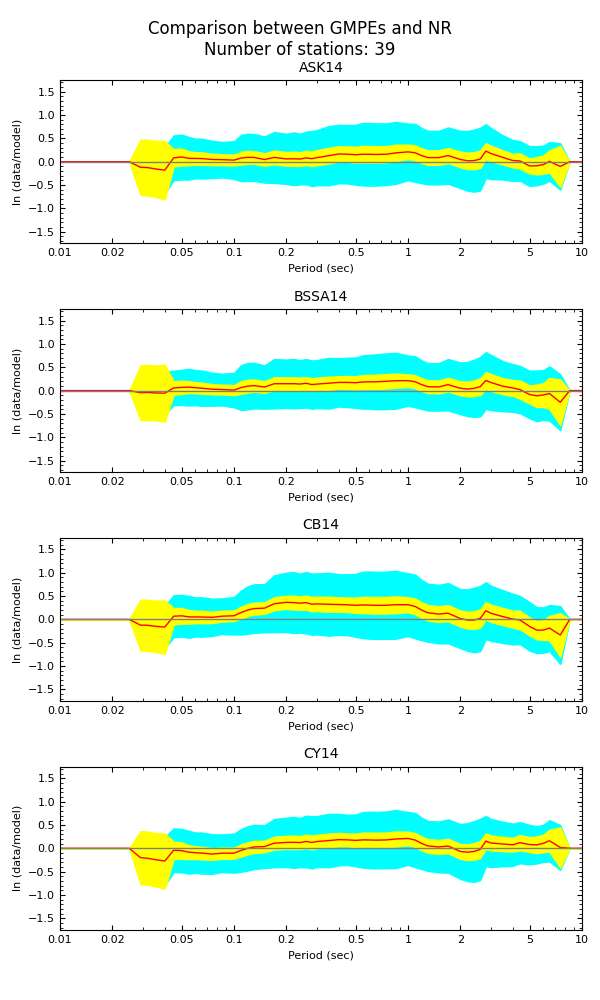 Comparison between GMPEs and NR
Number of stations: 39
ASK14
1.5
1.0
0.5
0.0
−0.5
−1.0
−1.5
ln (data/model)
0.01 0.02 0.05 0.1 0.2 0.5 1 2 5 10
Period (sec)
BSSA14
1.5
1.0
0.5
0.0
−0.5
−1.0
−1.5
ln (data/model)
0.01 0.02 0.05 0.1 0.2 0.5 1 2 5 10
Period (sec)
CB14
1.5
1.0
0.5
0.0
−0.5
−1.0
−1.5
ln (data/model)
0.01 0.02 0.05 0.1 0.2 0.5 1 2 5 10
Period (sec)
CY14
1.5
1.0
0.5
0.0
−0.5
−1.0
−1.5
ln (data/model)
0.01 0.02 0.05 0.1 0.2 0.5 1 2 5 10
Period (sec)